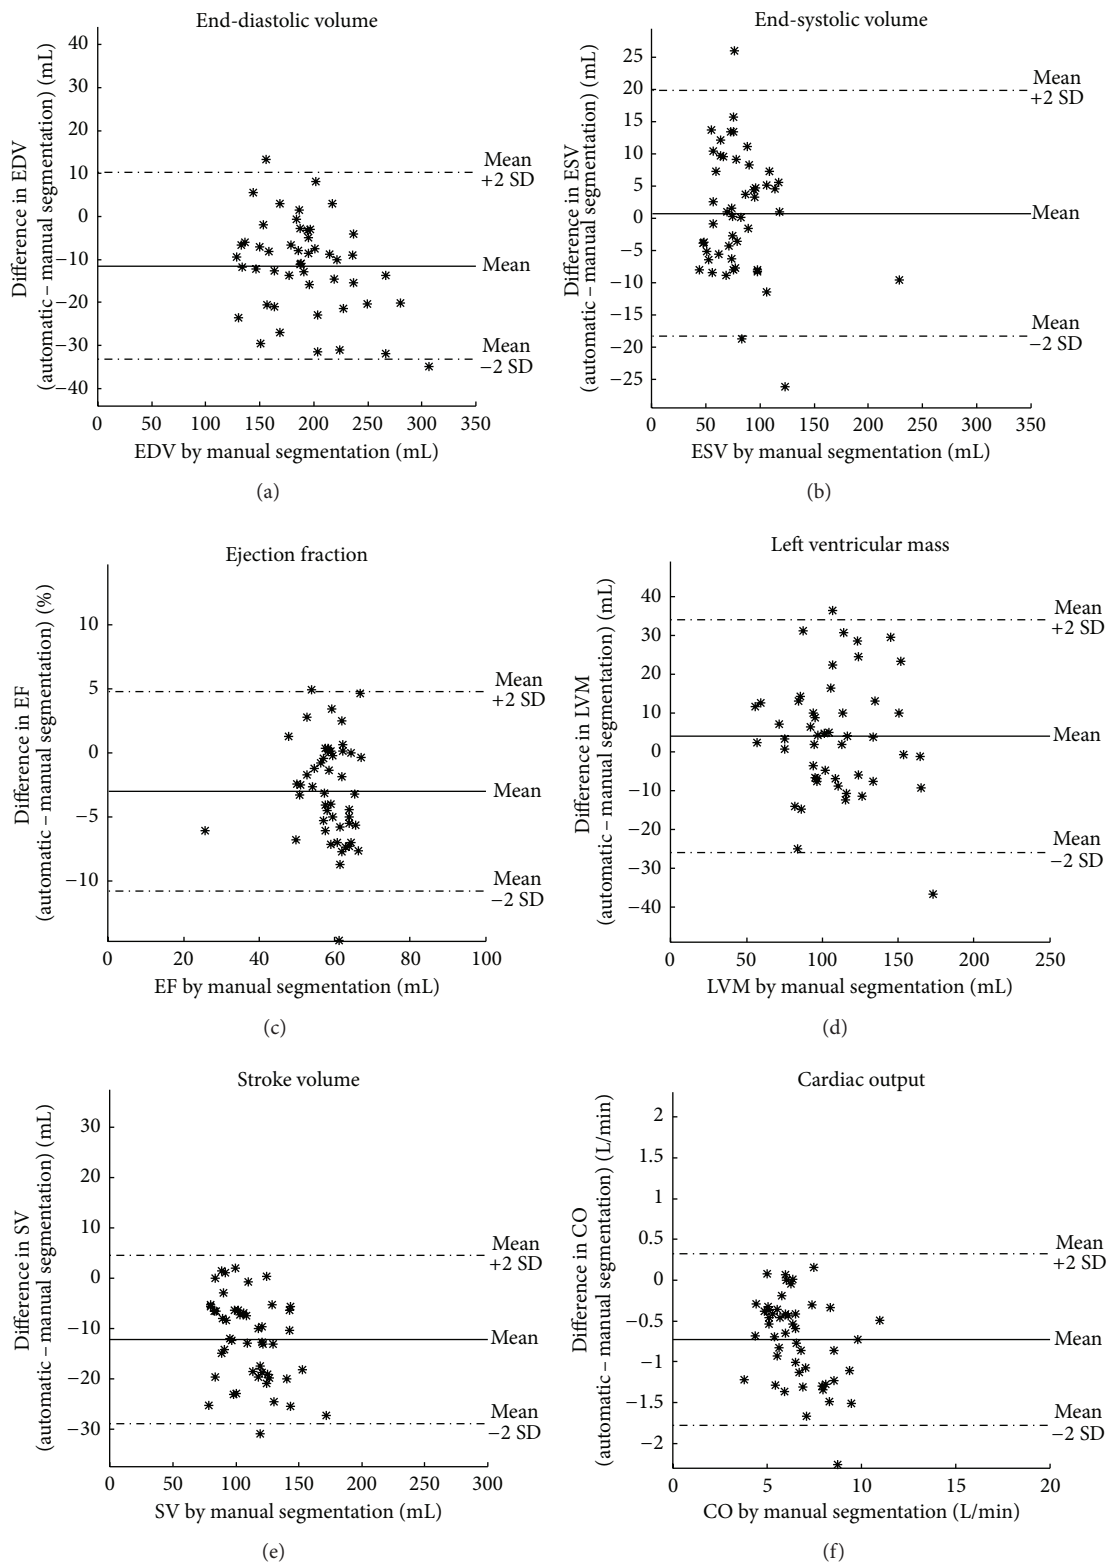 End-diastolic volume
Difference in EDV
(automatic – manual segmentation) (mL)
40
30
20
10
0
−10
−20
−30
−40
Mean
+2 SD
Mean
Mean
−2 SD
0 50 100 150 200 250 300 350
EDV by manual segmentation (mL)
(a)
End-systolic volume
Difference in ESV
(automatic – manual segmentation) (mL)
25
20
15
10
5
0
−5
−10
−15
−20
−25
Mean
+2 SD
Mean
Mean
−2 SD
0 50 100 150 200 250 300 350
ESV by manual segmentation (mL)
(b)
Ejection fraction
Difference in EF
(automatic – manual segmentation) (%)
10
5
0
−5
−10
Mean
+2 SD
Mean
Mean
−2 SD
0 20 40 60 80 100
EF by manual segmentation (mL)
(c)
Left ventricular mass
Difference in LVM
(automatic – manual segmentation) (mL)
40
30
20
10
0
−10
−20
−30
−40
Mean
+2 SD
Mean
Mean
−2 SD
0 50 100 150 200 250
LVM by manual segmentation (mL)
(d)
Stroke volume
Difference in SV
(automatic – manual segmentation) (mL)
30
20
10
0
−10
−20
−30
Mean
+2 SD
Mean
Mean
−2 SD
0 50 100 150 200 250 300
SV by manual segmentation (mL)
(e)
Cardiac output
Difference in CO
(automatic – manual segmentation) (L/min)
2
1.5
1
0.5
0
−0.5
−1
−1.5
−2
Mean
+2 SD
Mean
Mean
−2 SD
0 5 10 15 20
CO by manual segmentation (L/min)
(f)